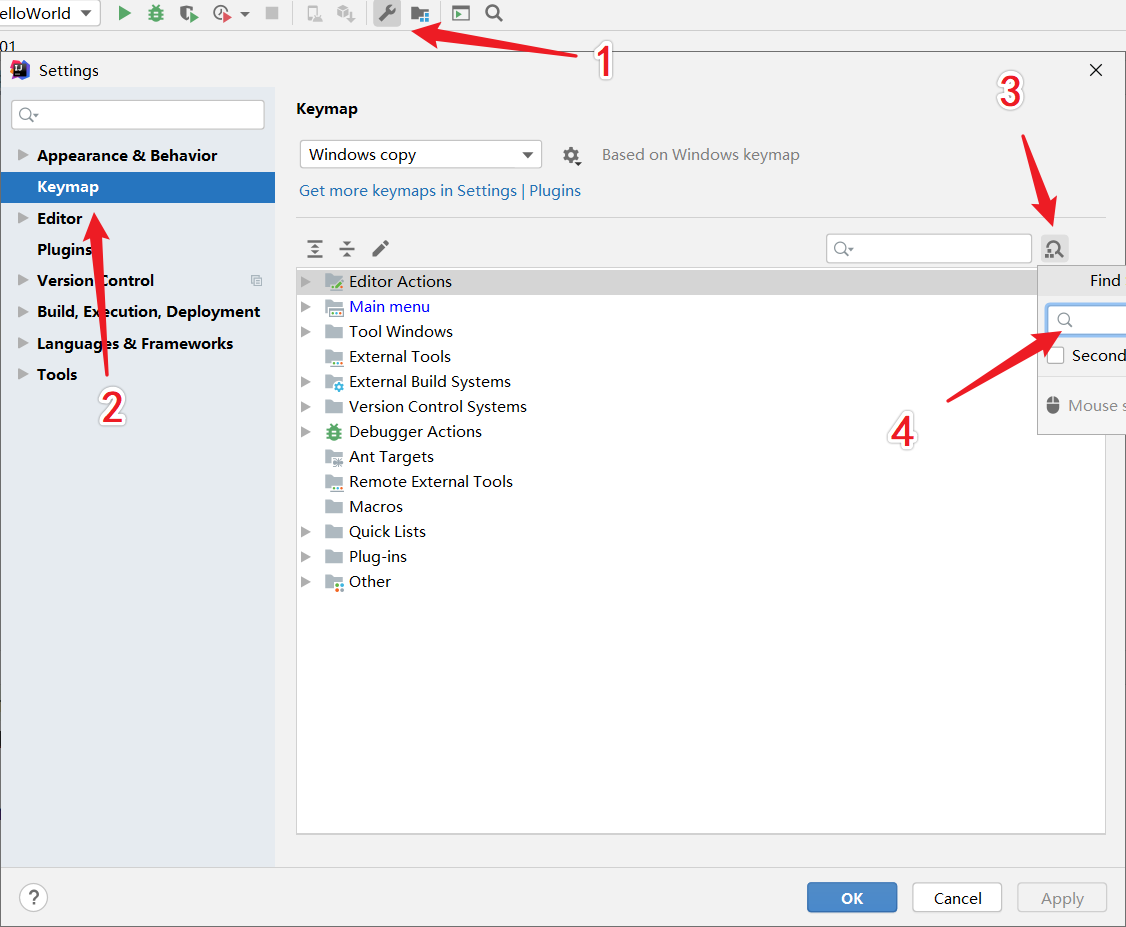 elloWorld
01
1
Settings
3
Keymap
Windows copy
Based on Windows keymap
Get more keymaps in Settings | Plugins
Appearance & Behavior
Keymap
Editor
Plugins
Version Control
Build, Execution, Deployment
Languages & Frameworks
Tools
2
Editor Actions
Main menu
Tool Windows
External Tools
External Build Systems
Version Control Systems
Debugger Actions
Ant Targets
Remote External Tools
Macros
Quick Lists
Plug-ins
Other
Find
Second
Mouse s
4
?
OK
Cancel
Apply